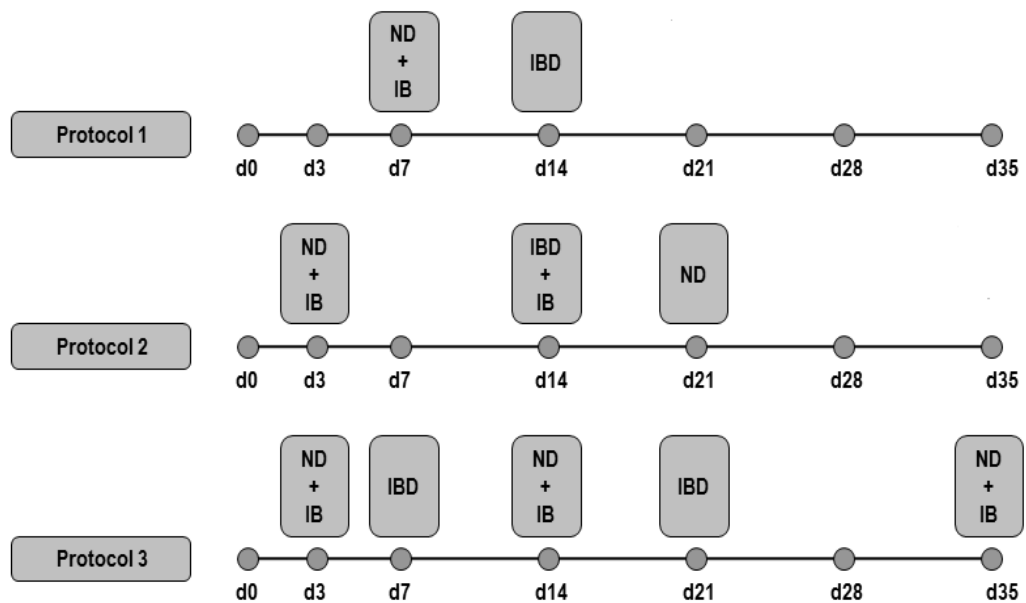 ND
+
IB
IBD
Protocol 1
d0 d3 d7 d14 d21 d28 d35
ND
+
IB
IBD
+
IB
ND
Protocol 2
d0 d3 d7 d14 d21 d28 d35
ND
+
IB
IBD
ND
+
IB
IBD
ND
+
IB
Protocol 3
d0 d3 d7 d14 d21 d28 d35